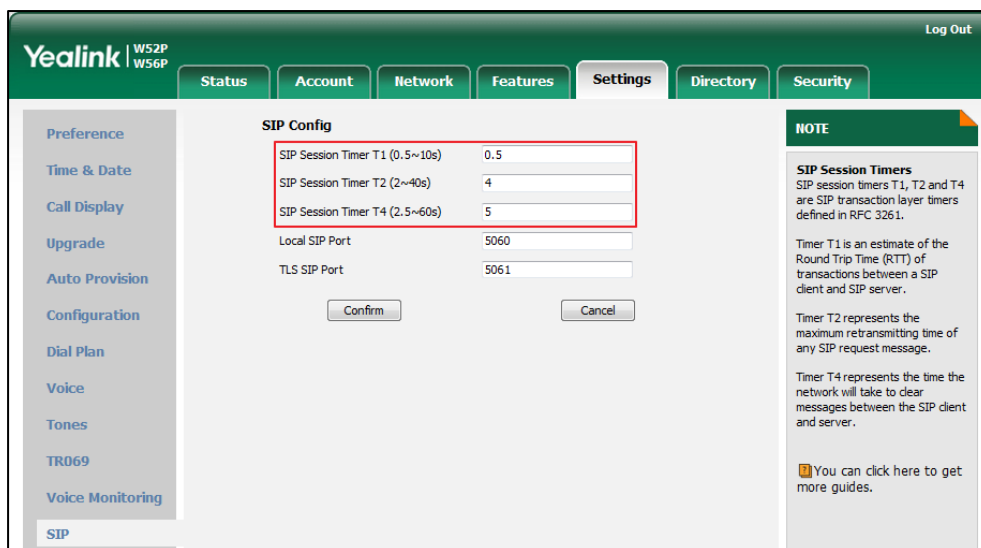 Log Out
Yealink | W52P
W56P
Status Account Network Features Settings Directory Security
Preference
Time & Date
Call Display
Upgrade
Auto Provision
Configuration
Dial Plan
Voice
Tones
TR069
Voice Monitoring
SIP
SIP Config
SIP Session Timer T1 (0.5~10s) 0.5
SIP Session Timer T2 (2~40s) 4
SIP Session Timer T4 (2.5~60s) 5
Local SIP Port 5060
TLS SIP Port 5061
Confirm Cancel
NOTE
SIP Session Timers
SIP session timers T1, T2 and T4
are SIP transaction layer timers
defined in RFC 3261.
Timer T1 is an estimate of the
Round Trip Time (RTT) of
transactions between a SIP
client and SIP server.
Timer T2 represents the
maximum retransmitting time of
any SIP request message.
Timer T4 represents the time the
network will take to clear
messages between the SIP client
and server.
You can click here to get
more guides.